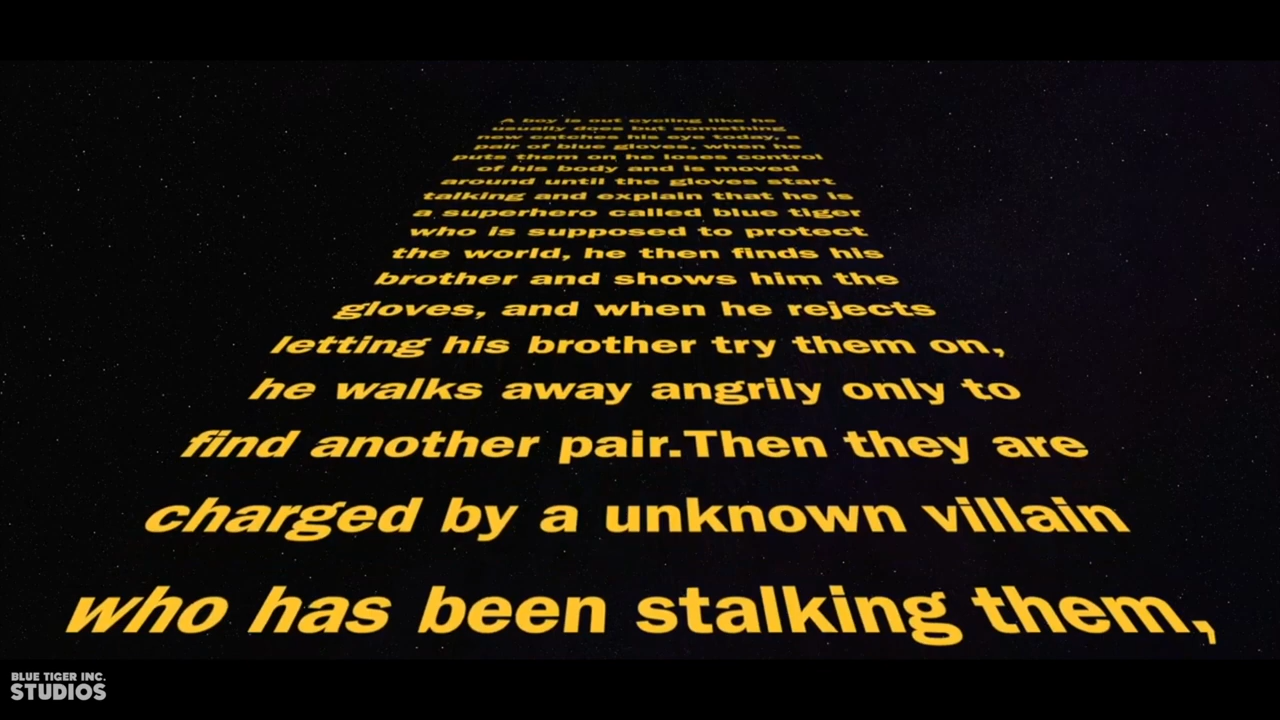 A boy is out cycling like he
usually does but something
new catches his eye today, a
pair of blue gloves, when he
puts them on he loses control
of his body and is moved
around until the gloves start
talking and explain that he is
a superhero called blue tiger
who is supposed to protect
the world, he then finds his
brother and shows him the
gloves, and when he rejects
letting his brother try them on,
he walks away angrily only to
find another pair.Then they are
charged by a unknown villain
who has been stalking them,
BLUE TIGER INC.
STUDIOS